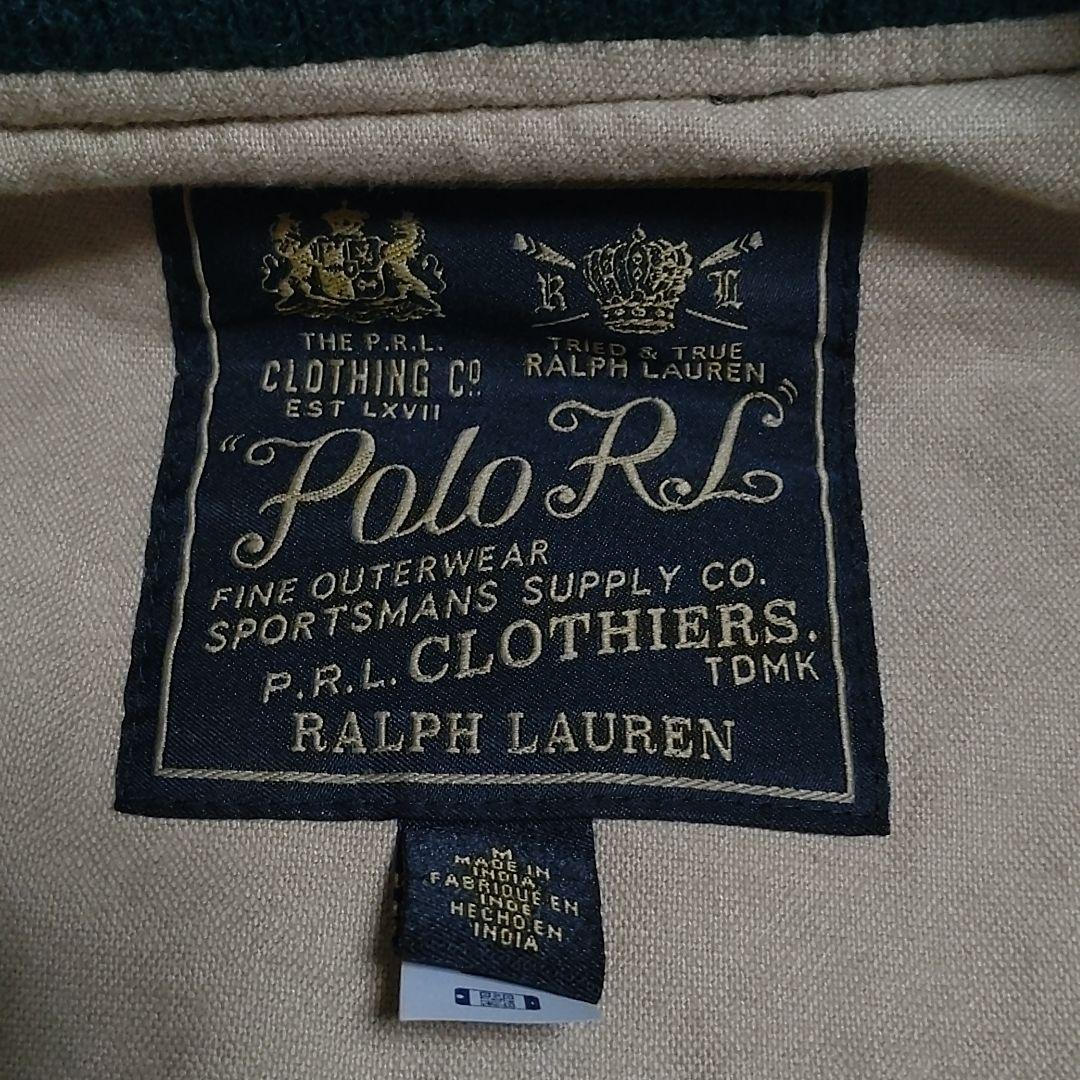 R L
THE P.R.L.
CLOTHING CO
EST LXVII
TRIED & TRUE
RALPH LAUREN
"Polo RL"
FINE OUTERWEAR
SPORTSMANS SUPPLY CO.
P.R.L. CLOTHIERS.
TDMK
RALPH LAUREN
M
MADE IN
INDIA
FABRIQUÉ EN
INDE
HECHO EN
INDIA